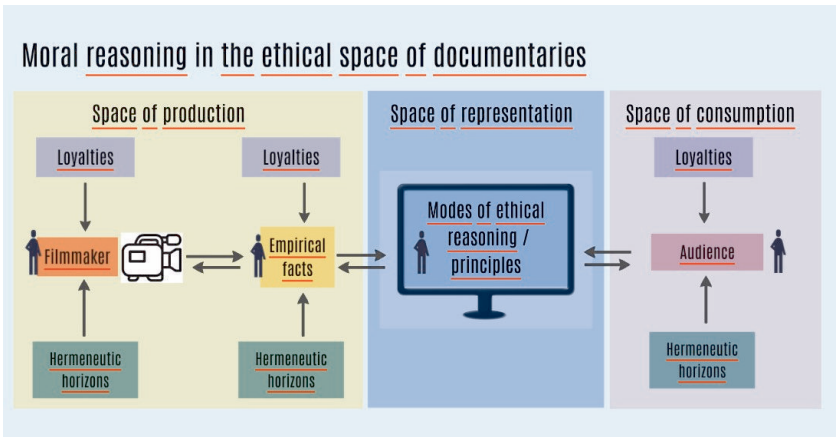 Moral reasoning in the ethical space of documentaries
Space of production
Space of representation
Space of consumption
Loyalties
Loyalties
Loyalties
Filmmaker
Empirical
facts
Modes of ethical
reasoning /
principles
Audience
Hermeneutic
horizons
Hermeneutic
horizons
Hermeneutic
horizons